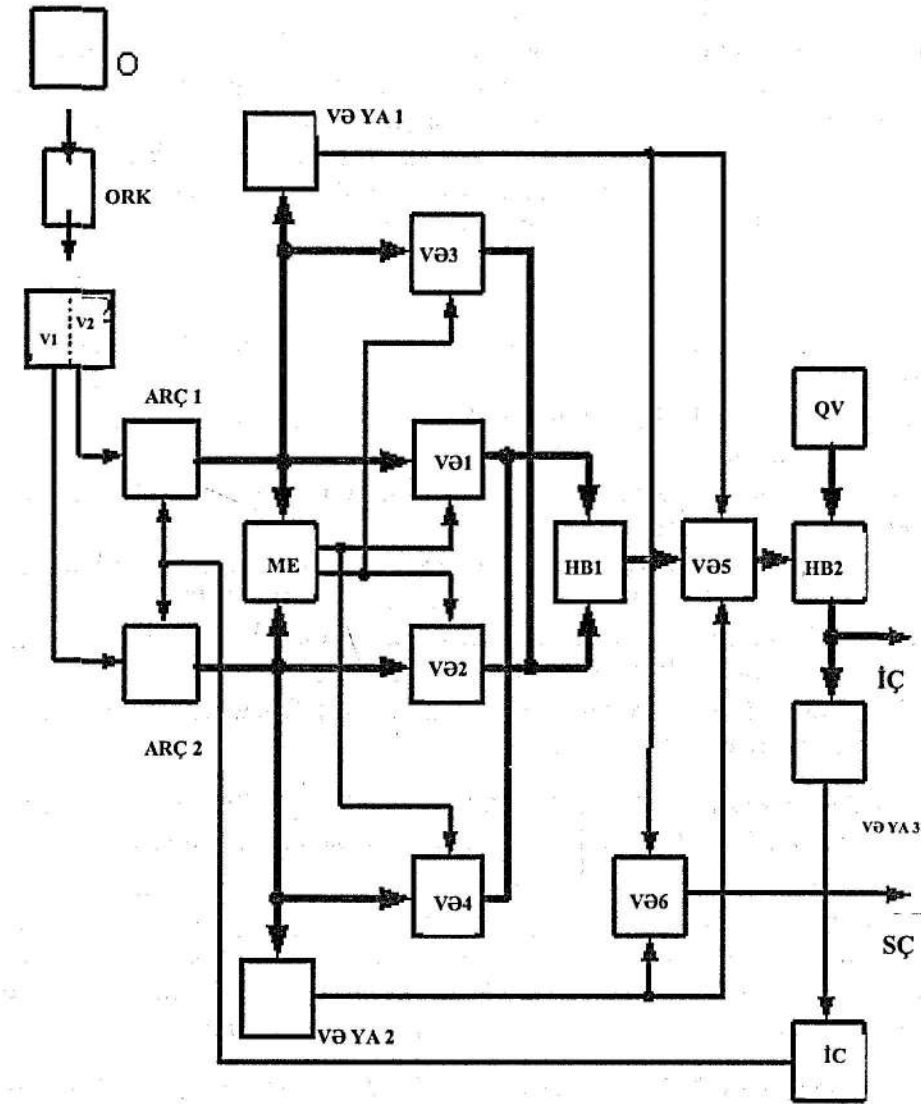 O
VƏ YA 1
ORK
VƏ3
V1
V2
ARÇ 1
QV
VƏ1
ME
HB1
VƏ5
HB2
VƏ2
İÇ
ARÇ 2
VƏ YA 3
VƏ4
VƏ6
SÇ
VƏ YA 2
İC